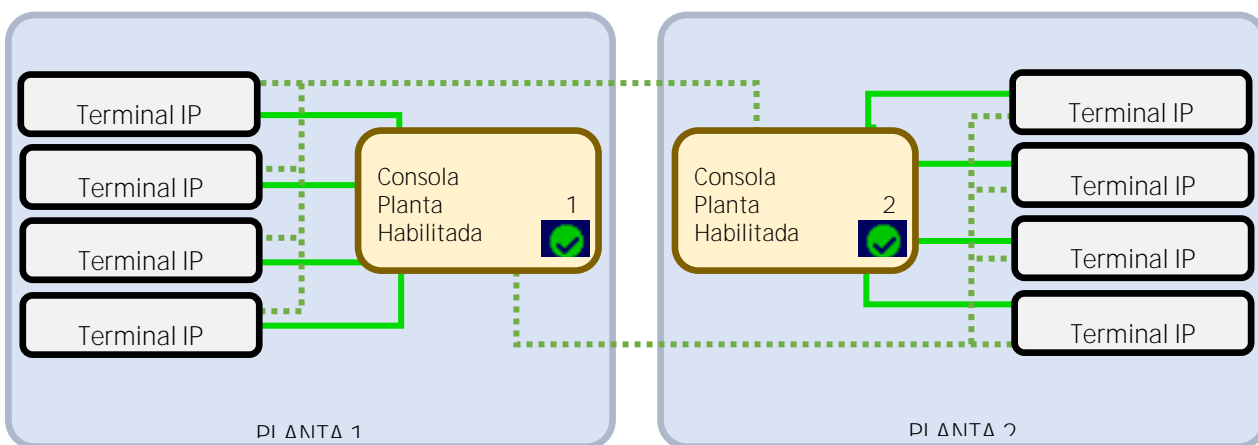 Terminal IP
Terminal IP
Terminal IP
Terminal IP
Consola
Planta 1
Habilitada
PLANTA 1
Consola
Planta 2
Habilitada
Terminal IP
Terminal IP
Terminal IP
Terminal IP
PLANTA 2